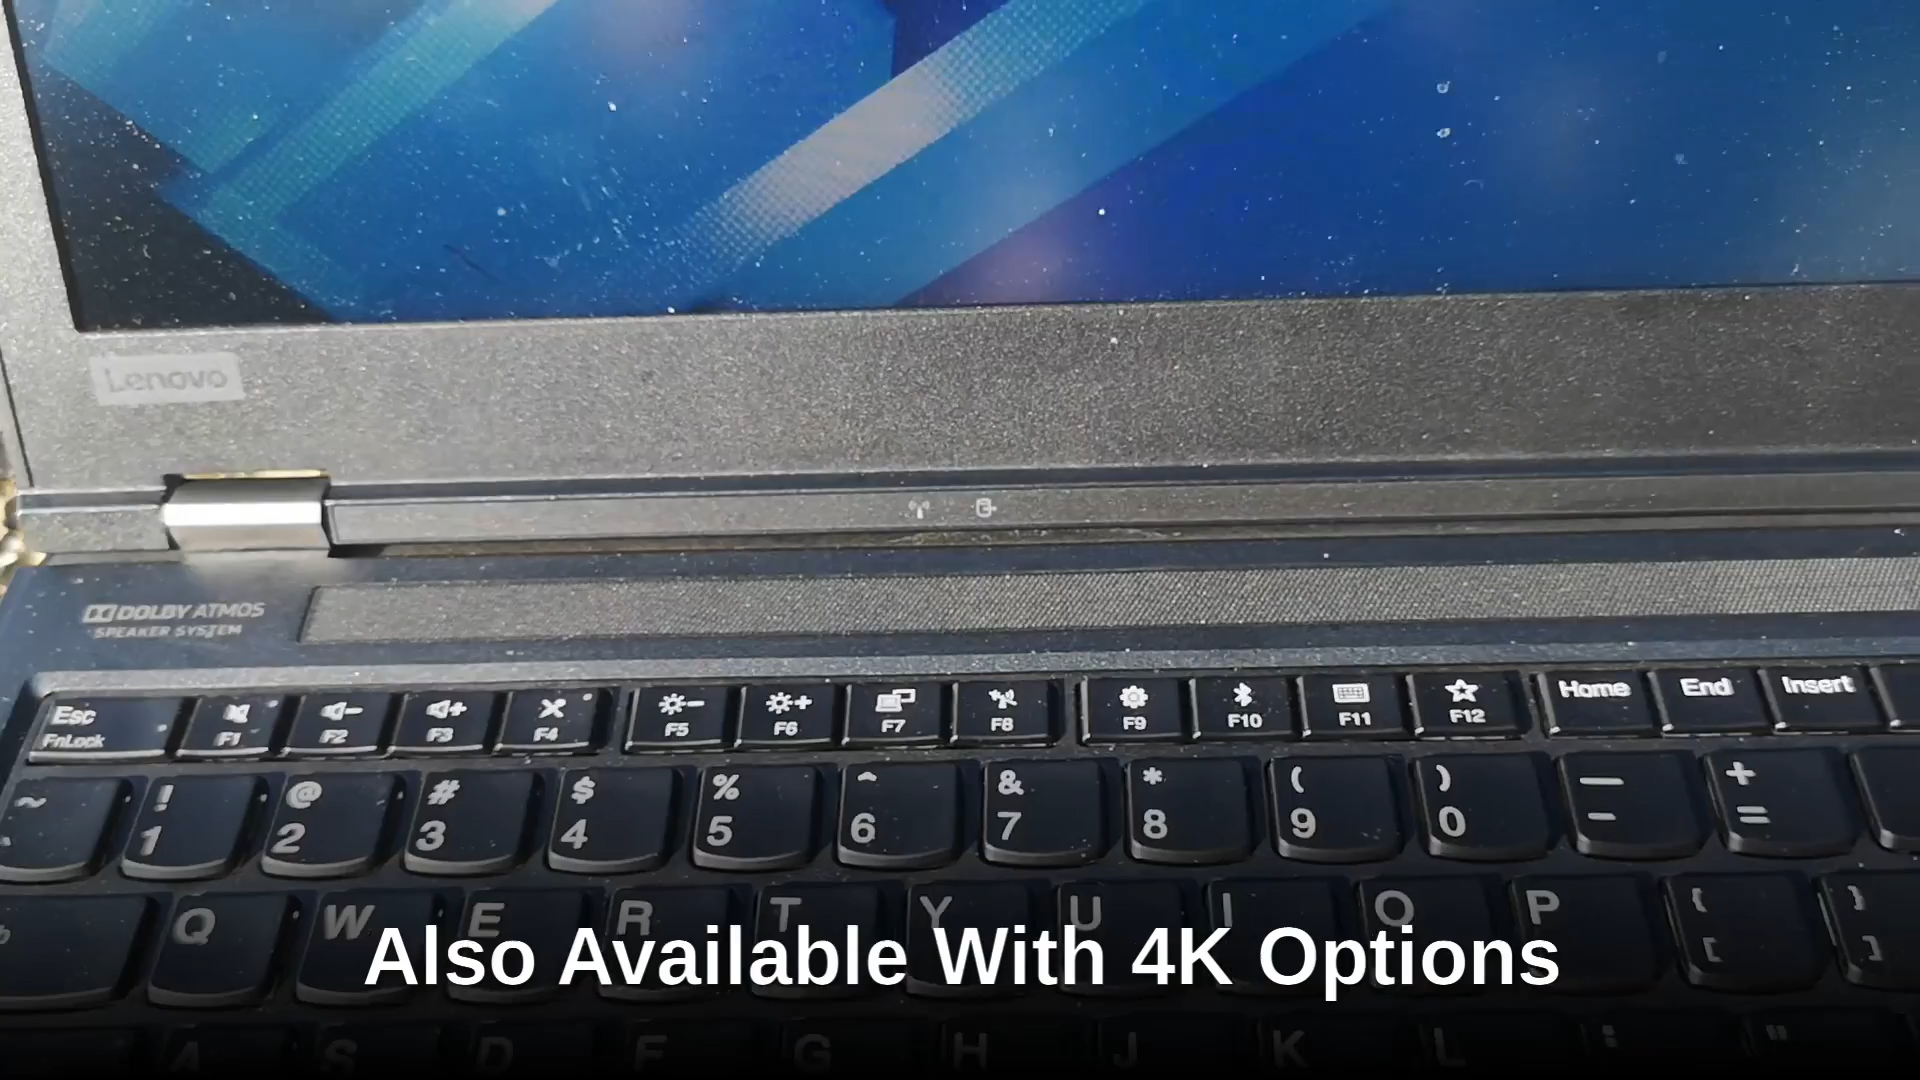 Lenovo
DOLBY ATMOS
SPEAKER SYSTEM
Esc F1 F2 F3 F4 F5 F6 F7 F8 F9 F10 F11 F12 Home End Insert
FnLock
~ ! @ # $ % ^ & * ( ) — +
1 2 3 4 5 6 7 8 9 0 - =
Q W E R T Y U I O P { }
[ ]
Also Available With 4K Options
A S D F G H J K L : "